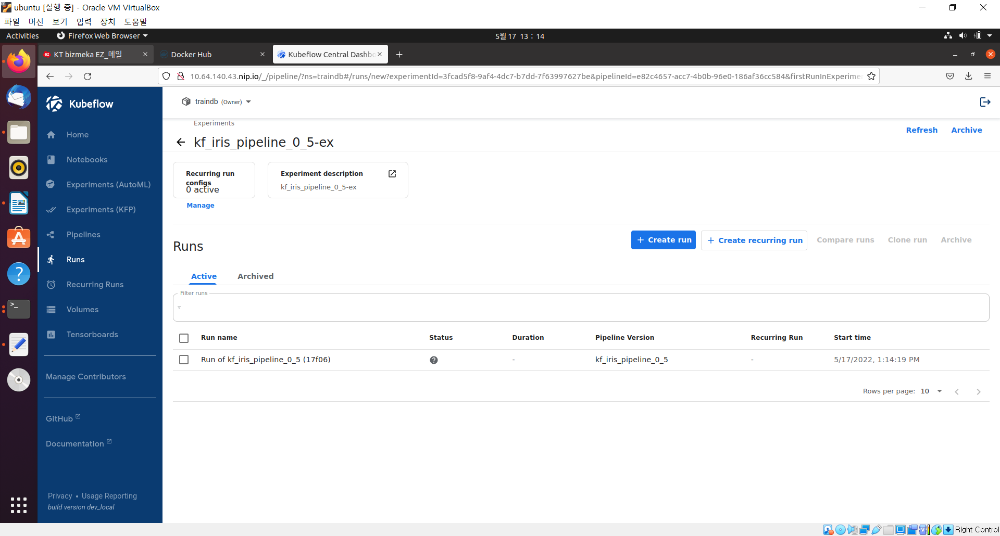 ubuntu [실행 중] - Oracle VM VirtualBox
파일 머신 보기 입력 장치 도움말
Activities Firefox Web Browser 5월 17 13 : 14
KT bizmeka EZ_메일 Docker Hub Kubeflow Central Dashbo
10.64.140.43.nip.io/_/pipeline/?ns=traindb#/runs/new?experimentId=3fcad5f8-9af4-4dc7-b7dd-7f63997627be&pipelineId=e82c4657-acc7-4b0b-96e0-186af36cc584&firstRunInExperimer
Kubeflow
Home
Notebooks
Experiments (AutoML)
Experiments (KFP)
Pipelines
Runs
Recurring Runs
Volumes
Tensorboards
Manage Contributors
GitHub
Documentation
Privacy • Usage Reporting
build version dev_local
traindb (Owner)
Experiments
Refresh Archive
kf_iris_pipeline_0_5-ex
Recurring run
configs
0 active
Manage
Experiment description
kf_iris_pipeline_0_5-ex
Runs
+ Create run + Create recurring run Compare runs Clone run Archive
Active Archived
Filter runs
Run name Status Duration Pipeline Version Recurring Run Start time
Run of kf_iris_pipeline_0_5 (17f06) - kf_iris_pipeline_0_5 - 5/17/2022, 1:14:19 PM
Rows per page: 10
Right Control